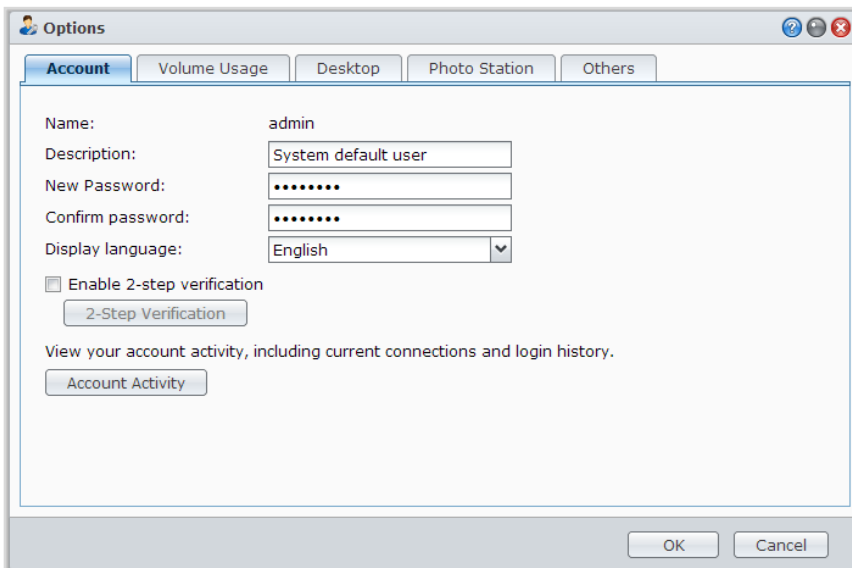 Options
Account Volume Usage Desktop Photo Station Others
Name: admin
Description: System default user
New Password: ••••••••
Confirm password: ••••••••
Display language: English
Enable 2-step verification
2-Step Verification
View your account activity, including current connections and login history.
Account Activity
OK Cancel